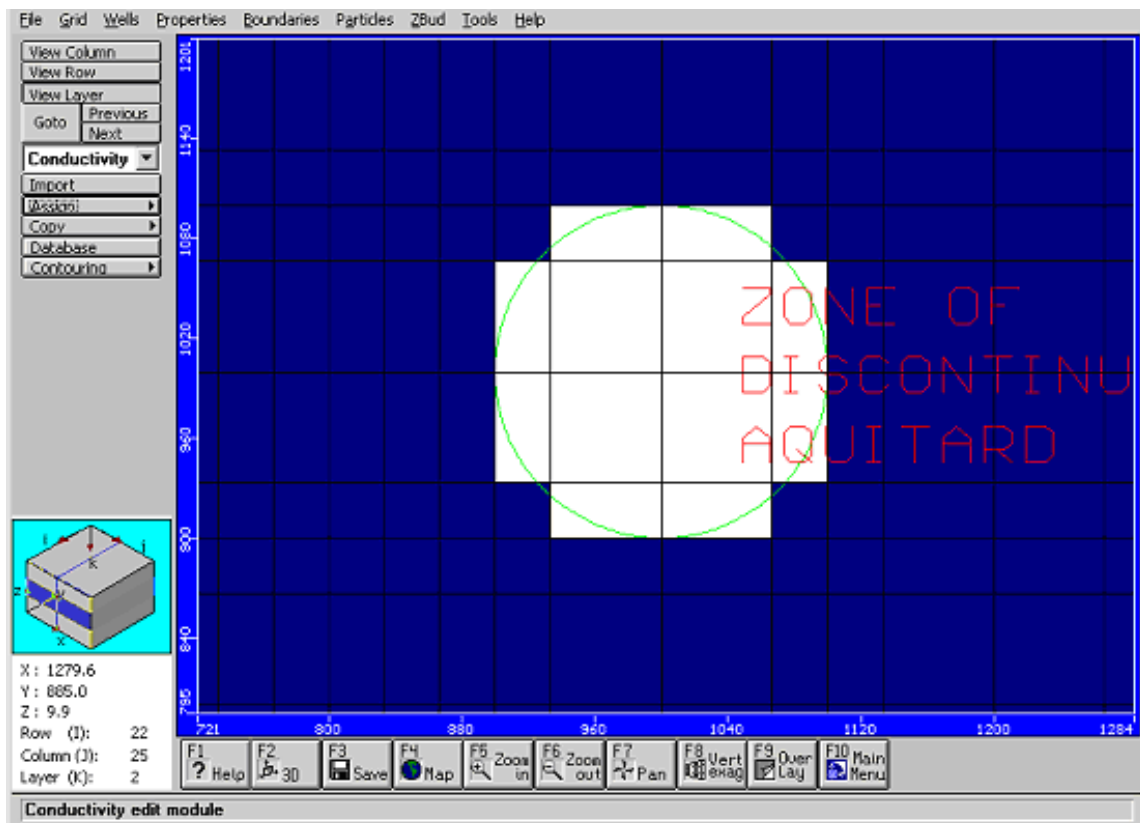 File Grid Wells Properties Boundaries Particles ZBud Tools Help
View Column
View Row
View Layer
Goto Previous
Next
Conductivity
Import
Assign
Copy
Database
Contouring
1201
1140
1080
1020
960
900
840
795
ZONE OF
DISCONTINU
AQUITARD
i
j
k
z
y
x
X : 1279.6
Y : 885.0
Z : 9.9
Row (I): 22
Column (J): 25
Layer (K): 2
721 800 880 960 1040 1120 1200 1284
F1 ? Help
F2 3D
F3 Save
F4 Map
F5 Zoom in
F6 Zoom out
F7 Pan
F8 Vert exag
F9 Over Lay
F10 Main Menu
Conductivity edit module